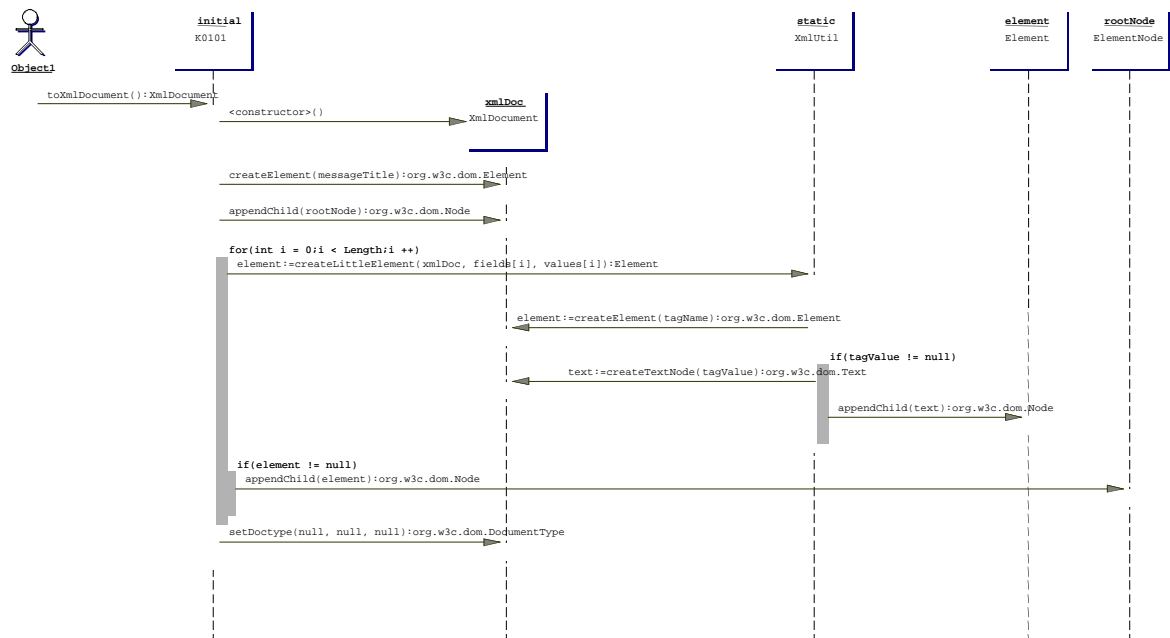 initial
K0101
static
XmlUtil
element
Element
rootNode
ElementNode
Object1
toXmlDocument():XmlDocument
<constructor>()
xmlDoc
XmlDocument
createElement(messageTitle):org.w3c.dom.Element
appendChild(rootNode):org.w3c.dom.Node
for(int i = 0;i < Length;i ++)
element:=createLittleElement(xmlDoc, fields[i], values[i]):Element
element:=createElement(tagName):org.w3c.dom.Element
if(tagValue != null)
text:=createTextNode(tagValue):org.w3c.dom.Text
appendChild(text):org.w3c.dom.Node
if(element != null)
appendChild(element):org.w3c.dom.Node
setDoctype(null, null, null):org.w3c.dom.DocumentType